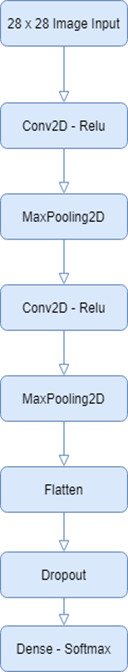 28 x 28 Image Input
Conv2D - Relu
MaxPooling2D
Conv2D - Relu
MaxPooling2D
Flatten
Dropout
Dense - Softmax